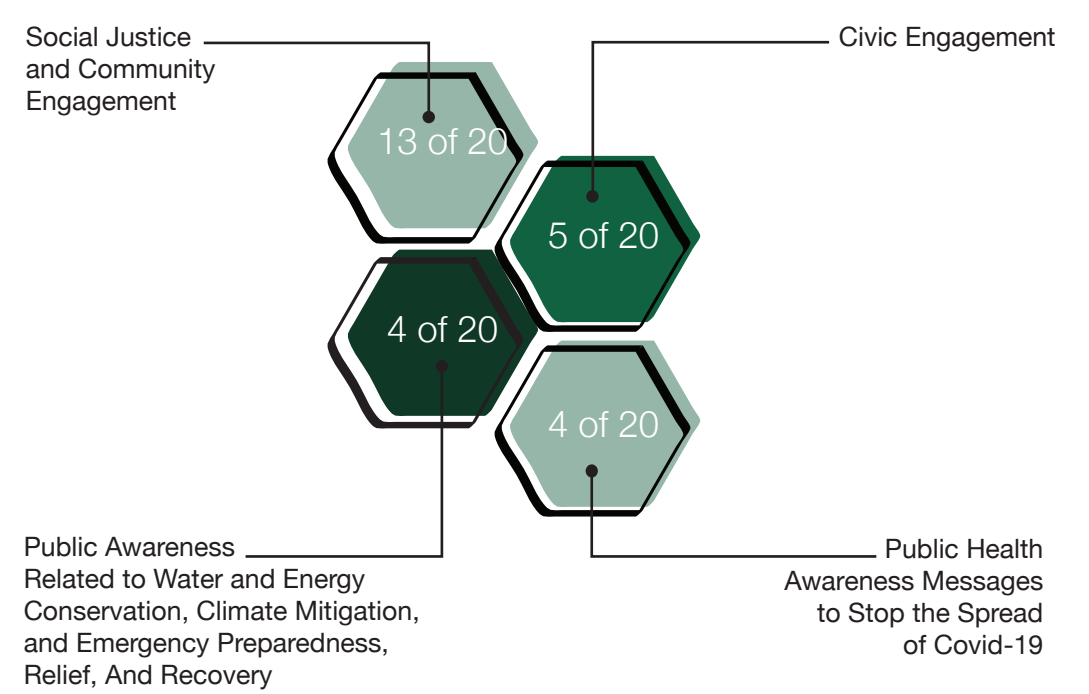 Social Justice
and Community
Engagement
Civic Engagement
13 of 20
5 of 20
4 of 20
4 of 20
Public Awareness
Related to Water and Energy
Conservation, Climate Mitigation,
and Emergency Preparedness,
Relief, And Recovery
Public Health
Awareness Messages
to Stop the Spread
of Covid-19